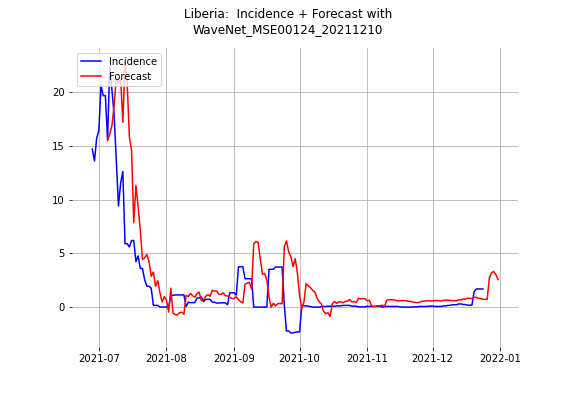 Liberia:  Incidence + Forecast with
WaveNet_MSE00124_20211210
Incidence
Forecast
20
15
10
5
0
2021-07 2021-08 2021-09 2021-10 2021-11 2021-12 2022-01